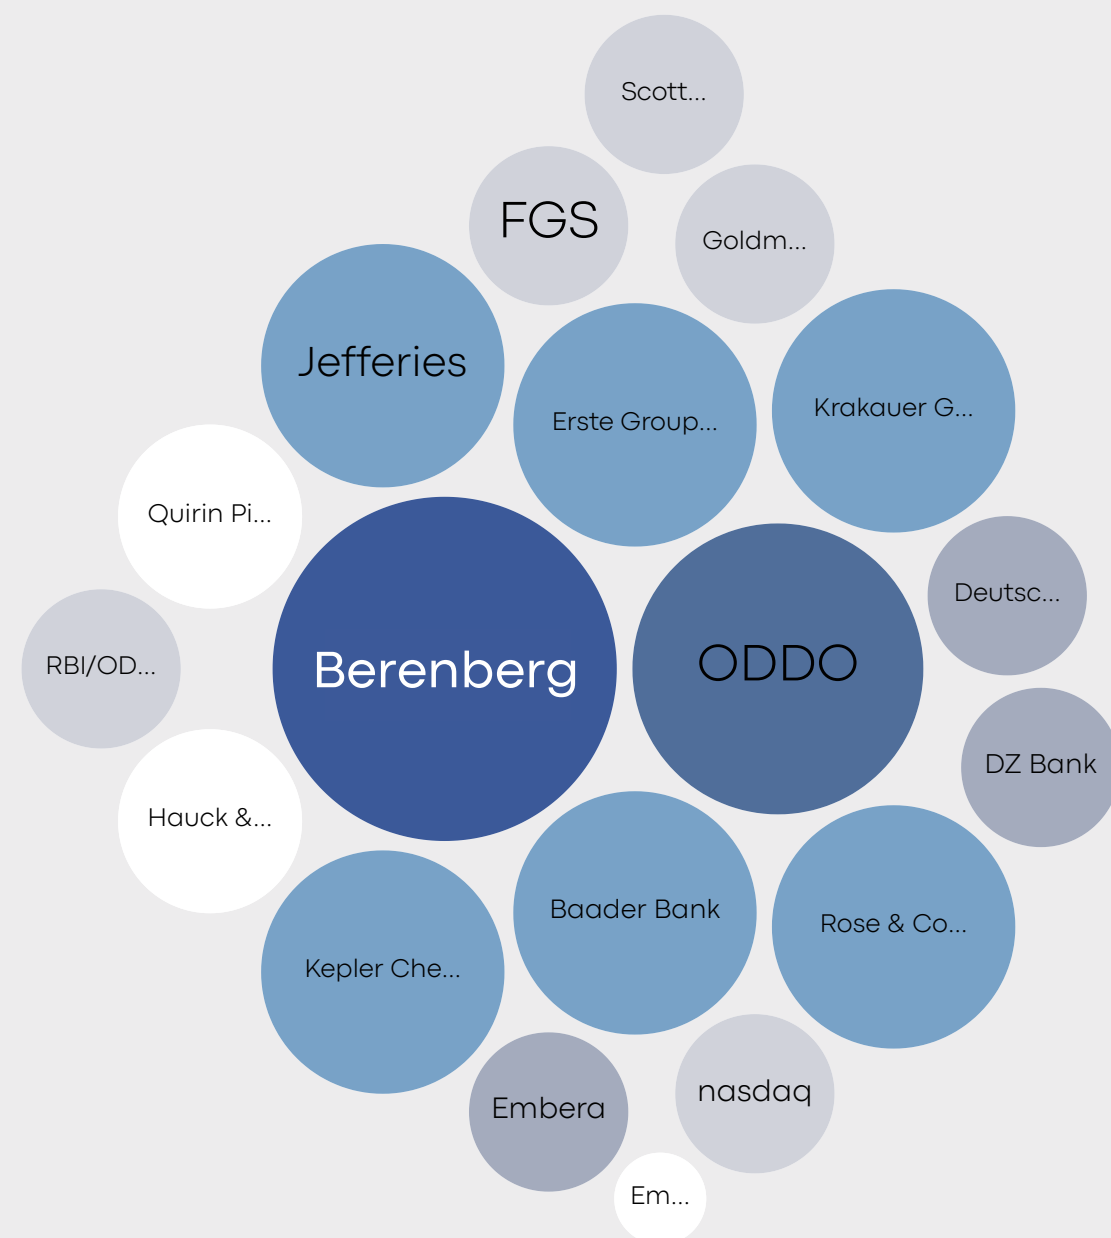 Scott...
FGS
Goldm...
Jefferies
Krakauer G...
Erste Group...
Quirin Pi...
Deutsc...
RBI/OD...
Berenberg
ODDO
DZ Bank
Hauck &...
Baader Bank
Rose & Co...
Kepler Che...
nasdaq
Embera
Em...